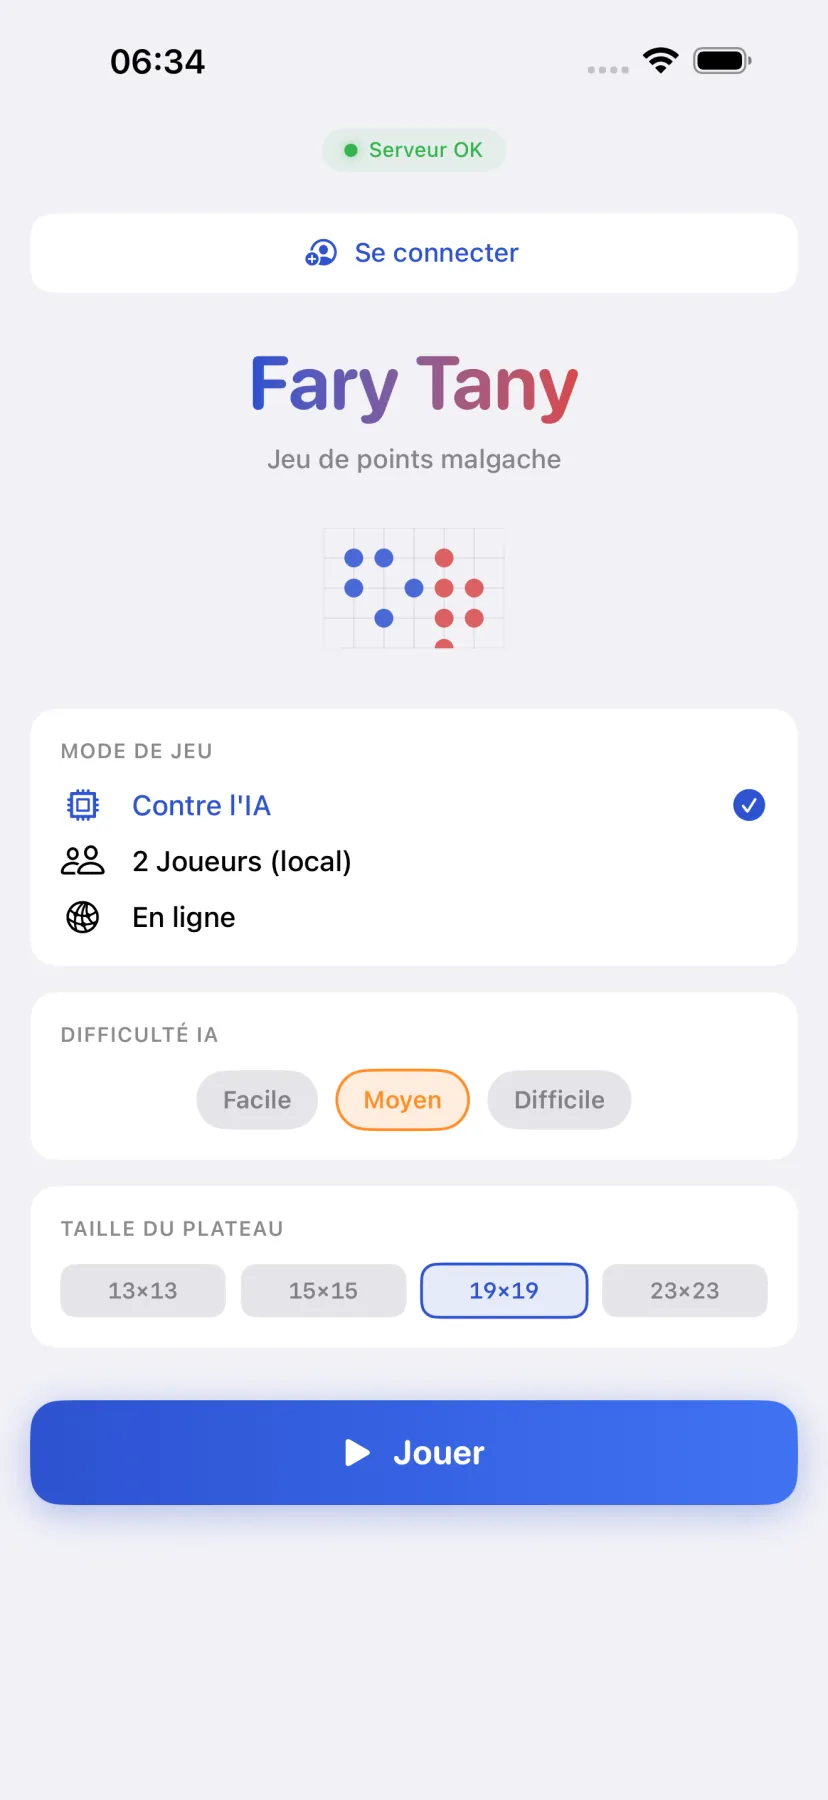 06:34
Serveur OK
Se connecter
Fary Tany
Jeu de points malgache
MODE DE JEU
Contre l'IA
2 Joueurs (local)
En ligne
DIFFICULTÉ IA
Facile Moyen Difficile
TAILLE DU PLATEAU
13×13 15×15 19×19 23×23
Jouer